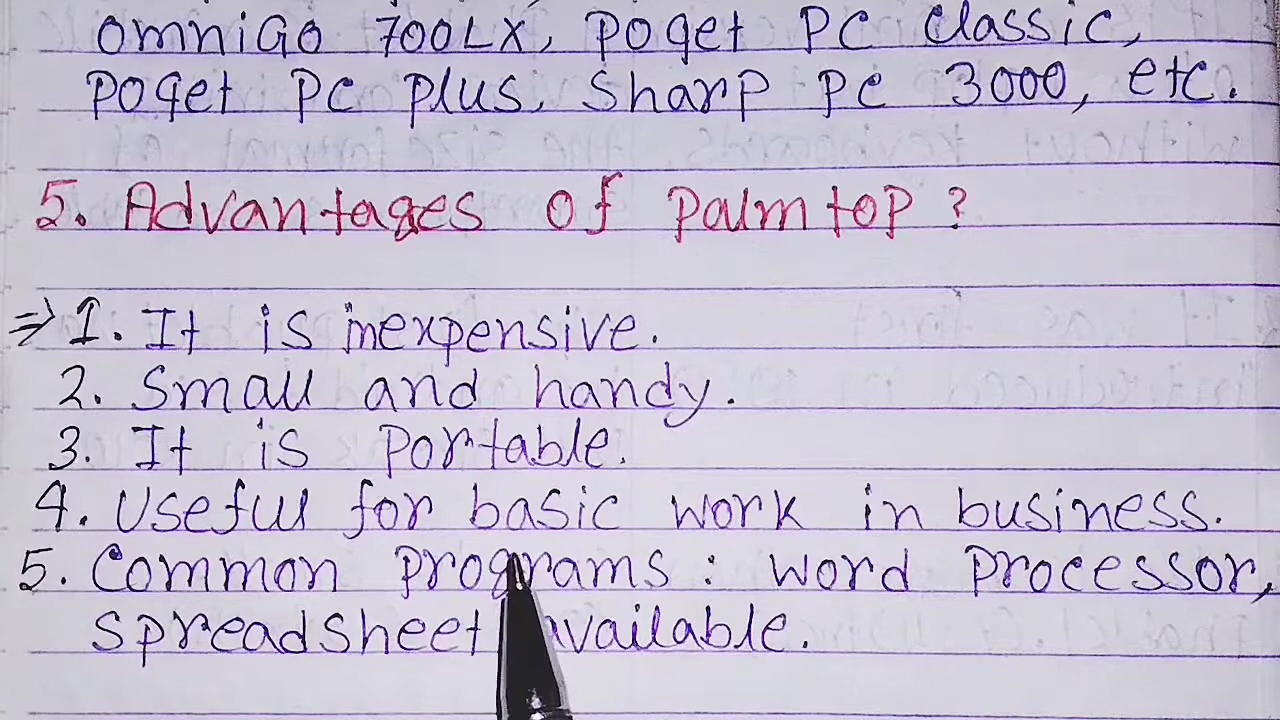 omniGo 700LX, Poqet PC Classic,
Poqet PC plus, Sharp PC 3000, etc.
5. Advantages of Palmtop?
⇒ 1. It is inexpensive.
2. Small and handy.
3. It is Portable.
4. Useful for basic work in business.
5. Common programs: word processor,
spreadsheet available.